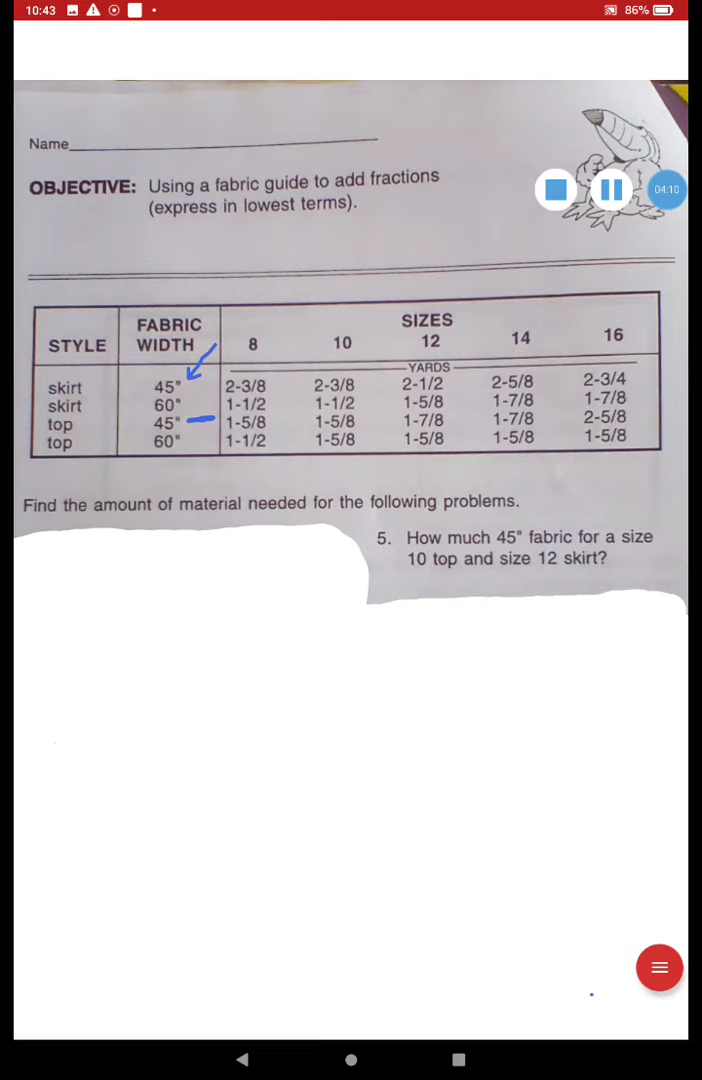 10:43
86%
Name
OBJECTIVE: Using a fabric guide to add fractions
(express in lowest terms).
04:10
STYLE FABRIC WIDTH SIZES
8 10 12 14 16
YARDS
skirt 45" 2-3/8 2-3/8 2-1/2 2-5/8 2-3/4
skirt 60" 1-1/2 1-1/2 1-5/8 1-7/8 1-7/8
top 45" 1-5/8 1-5/8 1-7/8 1-7/8 2-5/8
top 60" 1-1/2 1-5/8 1-5/8 1-5/8 1-5/8
Find the amount of material needed for the following problems.
5. How much 45" fabric for a size
10 top and size 12 skirt?